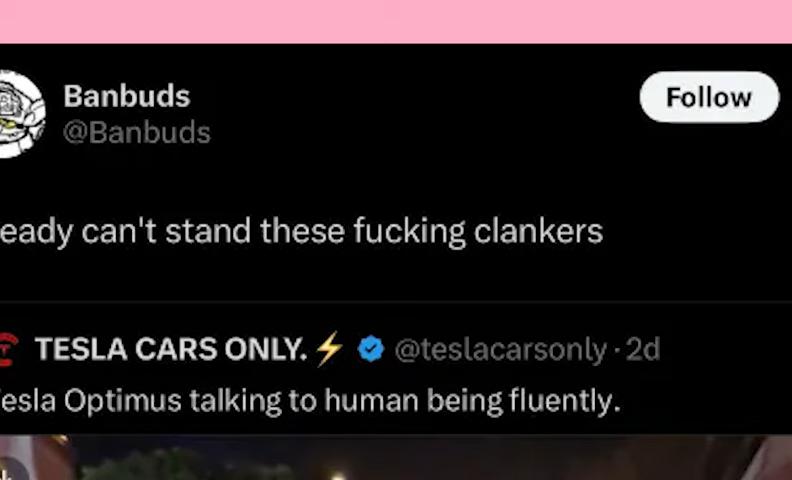 Banbuds
Follow
@Banbuds
eady can't stand these fucking clankers
TESLA CARS ONLY.⚡ @teslacarsonly · 2d
esla Optimus talking to human being fluently.